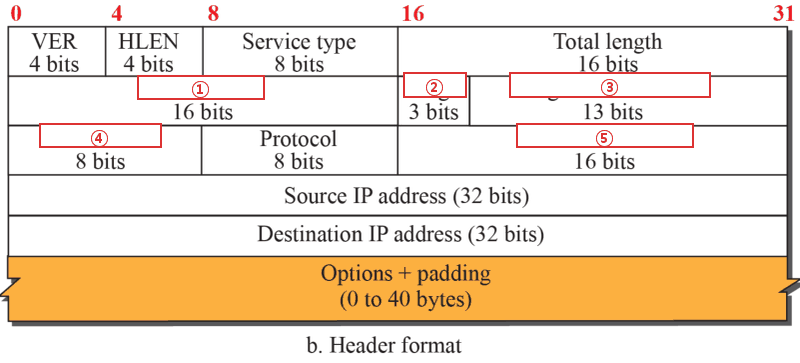 0 4 8 16 31
VER HLEN Service type Total length
4 bits 4 bits 8 bits 16 bits
① ② ③
16 bits 3 bits 13 bits
④ Protocol ⑤
8 bits 8 bits 16 bits
Source IP address (32 bits)
Destination IP address (32 bits)
Options + padding
(0 to 40 bytes)
b. Header format